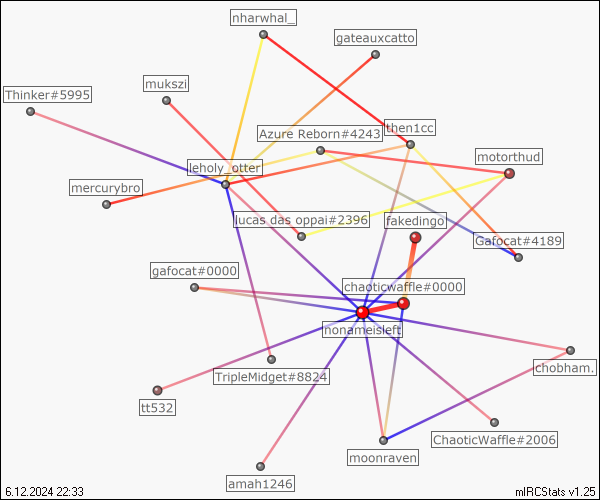 nharwhal_
gateauxcatto
mukszi
Thinker#5995
Azure Reborn#4243
then1cc
motorthud
leholy_otter
mercurybro
lucas das oppai#2396
fakedingo
Gafocat#4189
gafocat#0000
chaoticwaffle#0000
nonameisleft
chobham.
TripleMidget#8824
tt532
ChaoticWaffle#2006
moonraven
amah1246
6.12.2024 22:33
mIRCStats v1.25